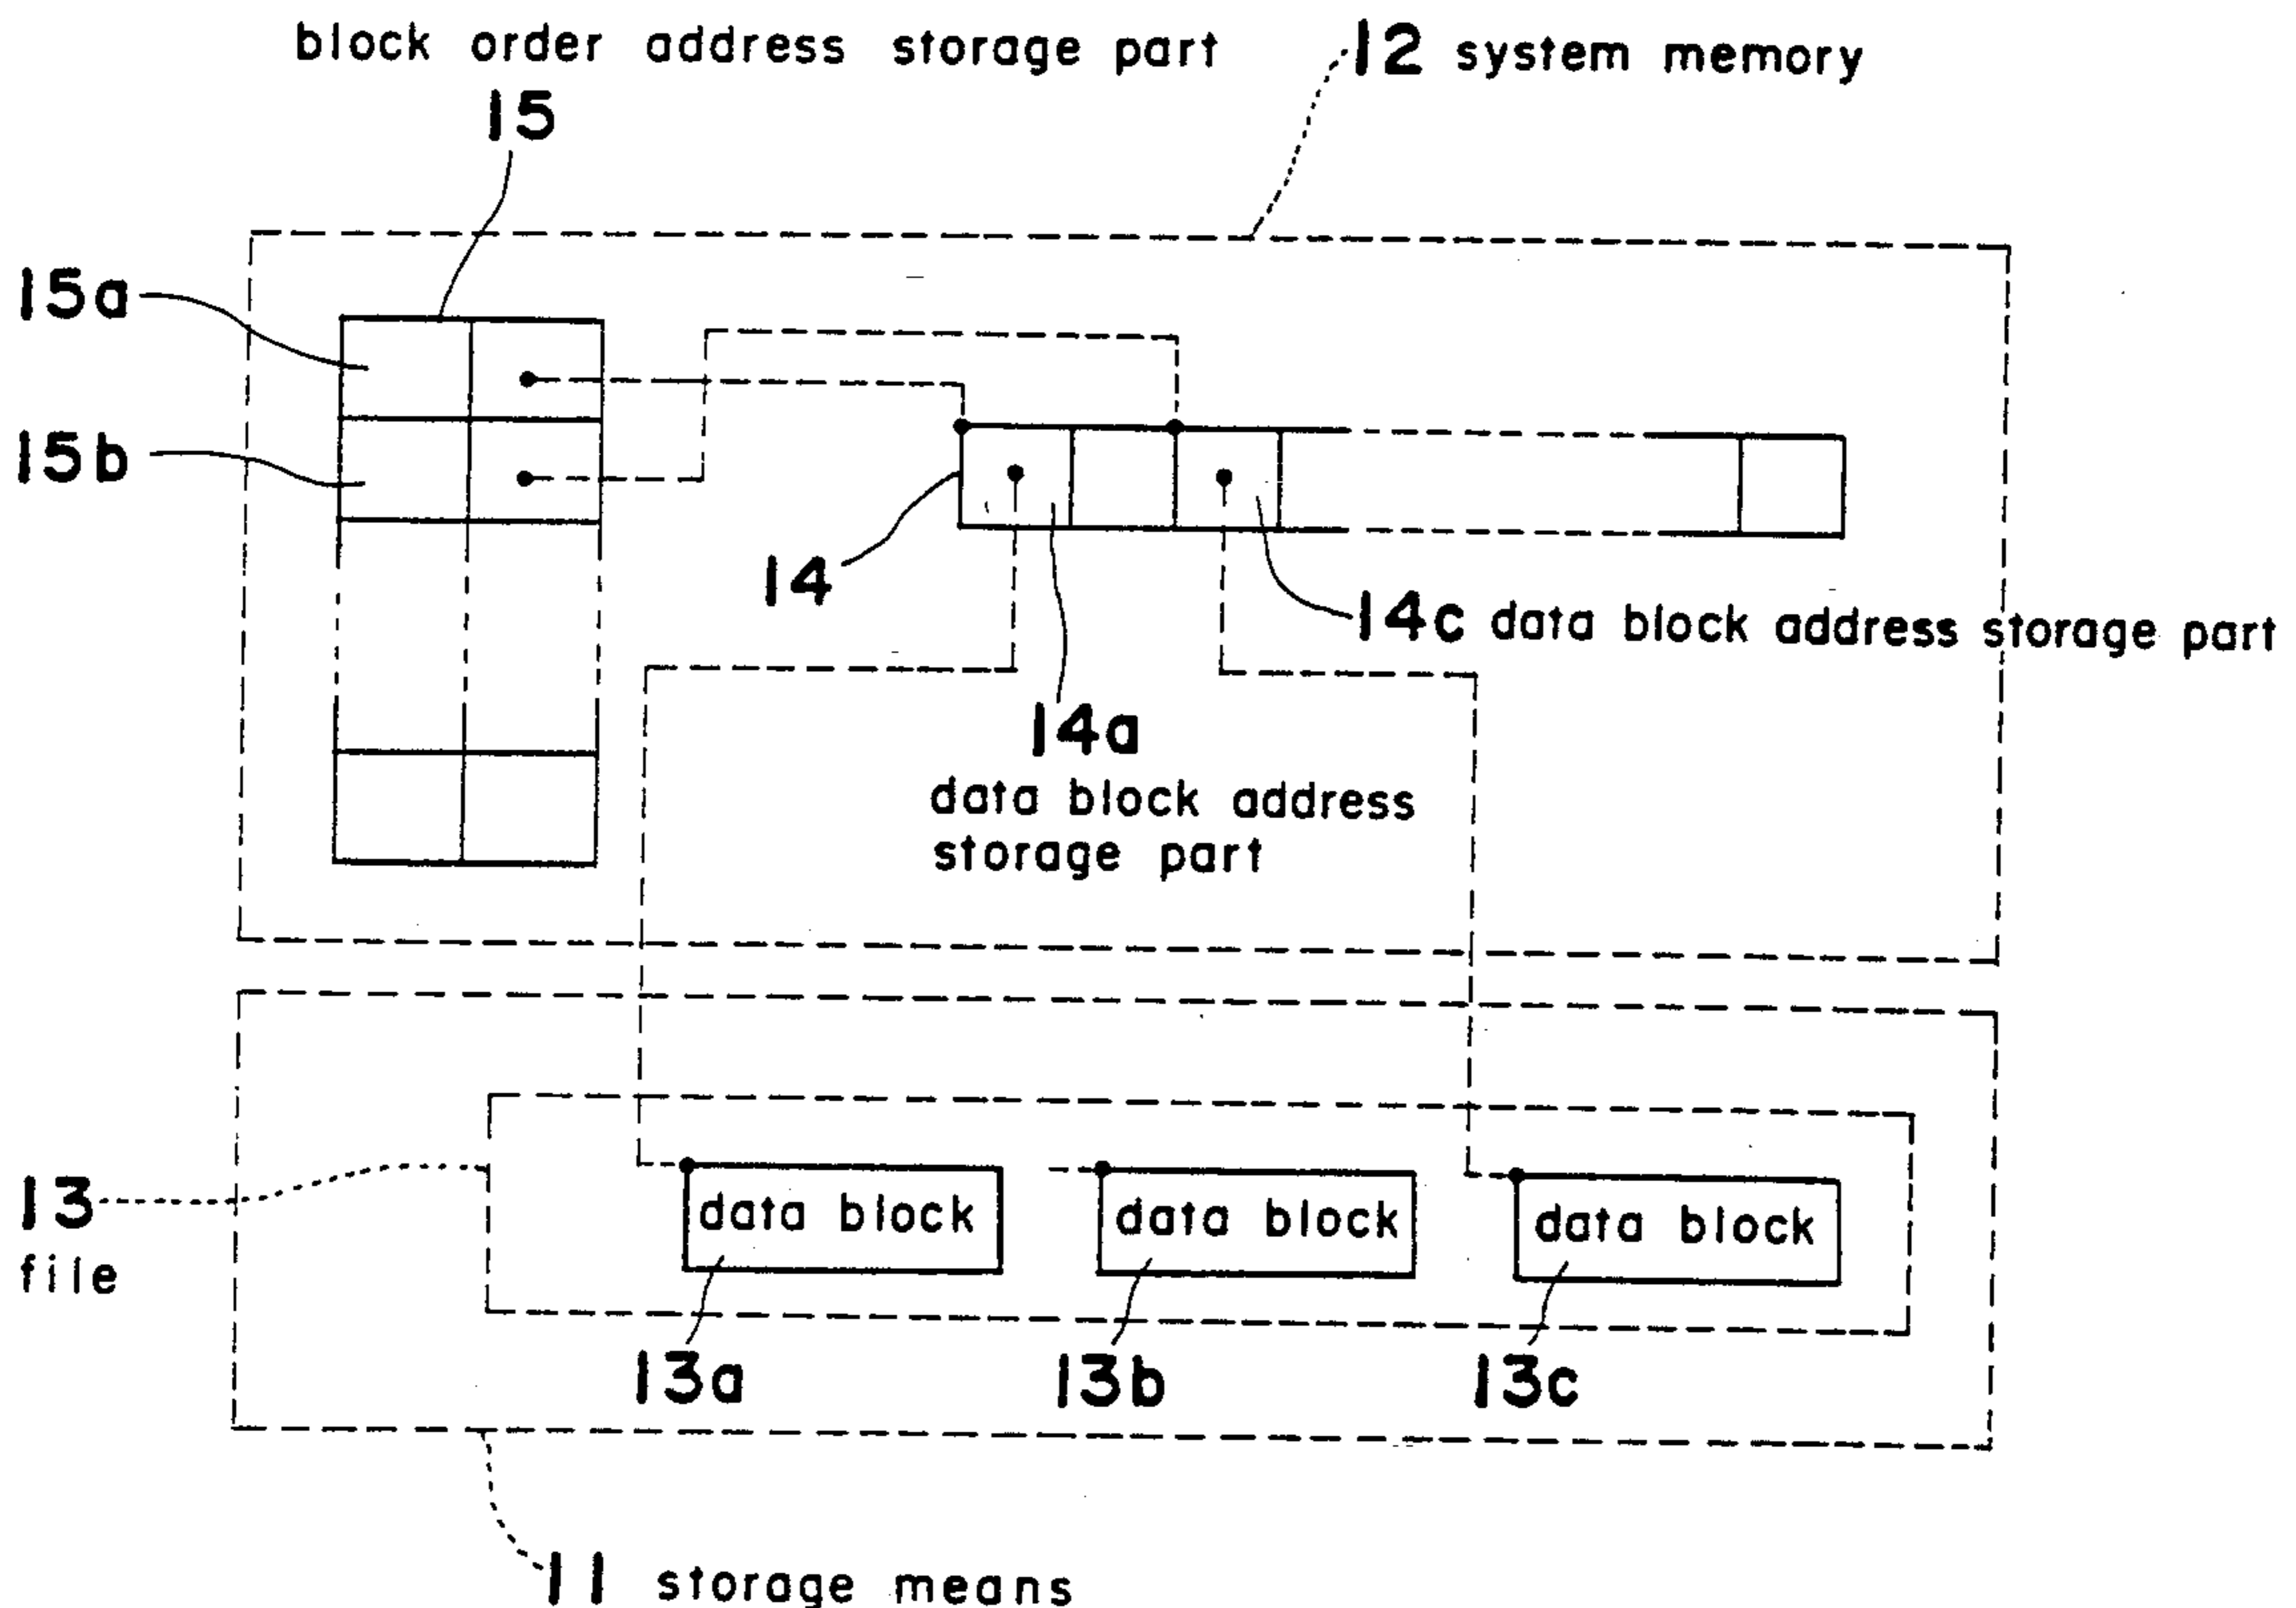 block order address storage part
15
12 system memory
15a
15b
14
14c data block address storage part
14a
data block address
storage part
13
file
data block
data block
data block
13a
13b
13c
11 storage means